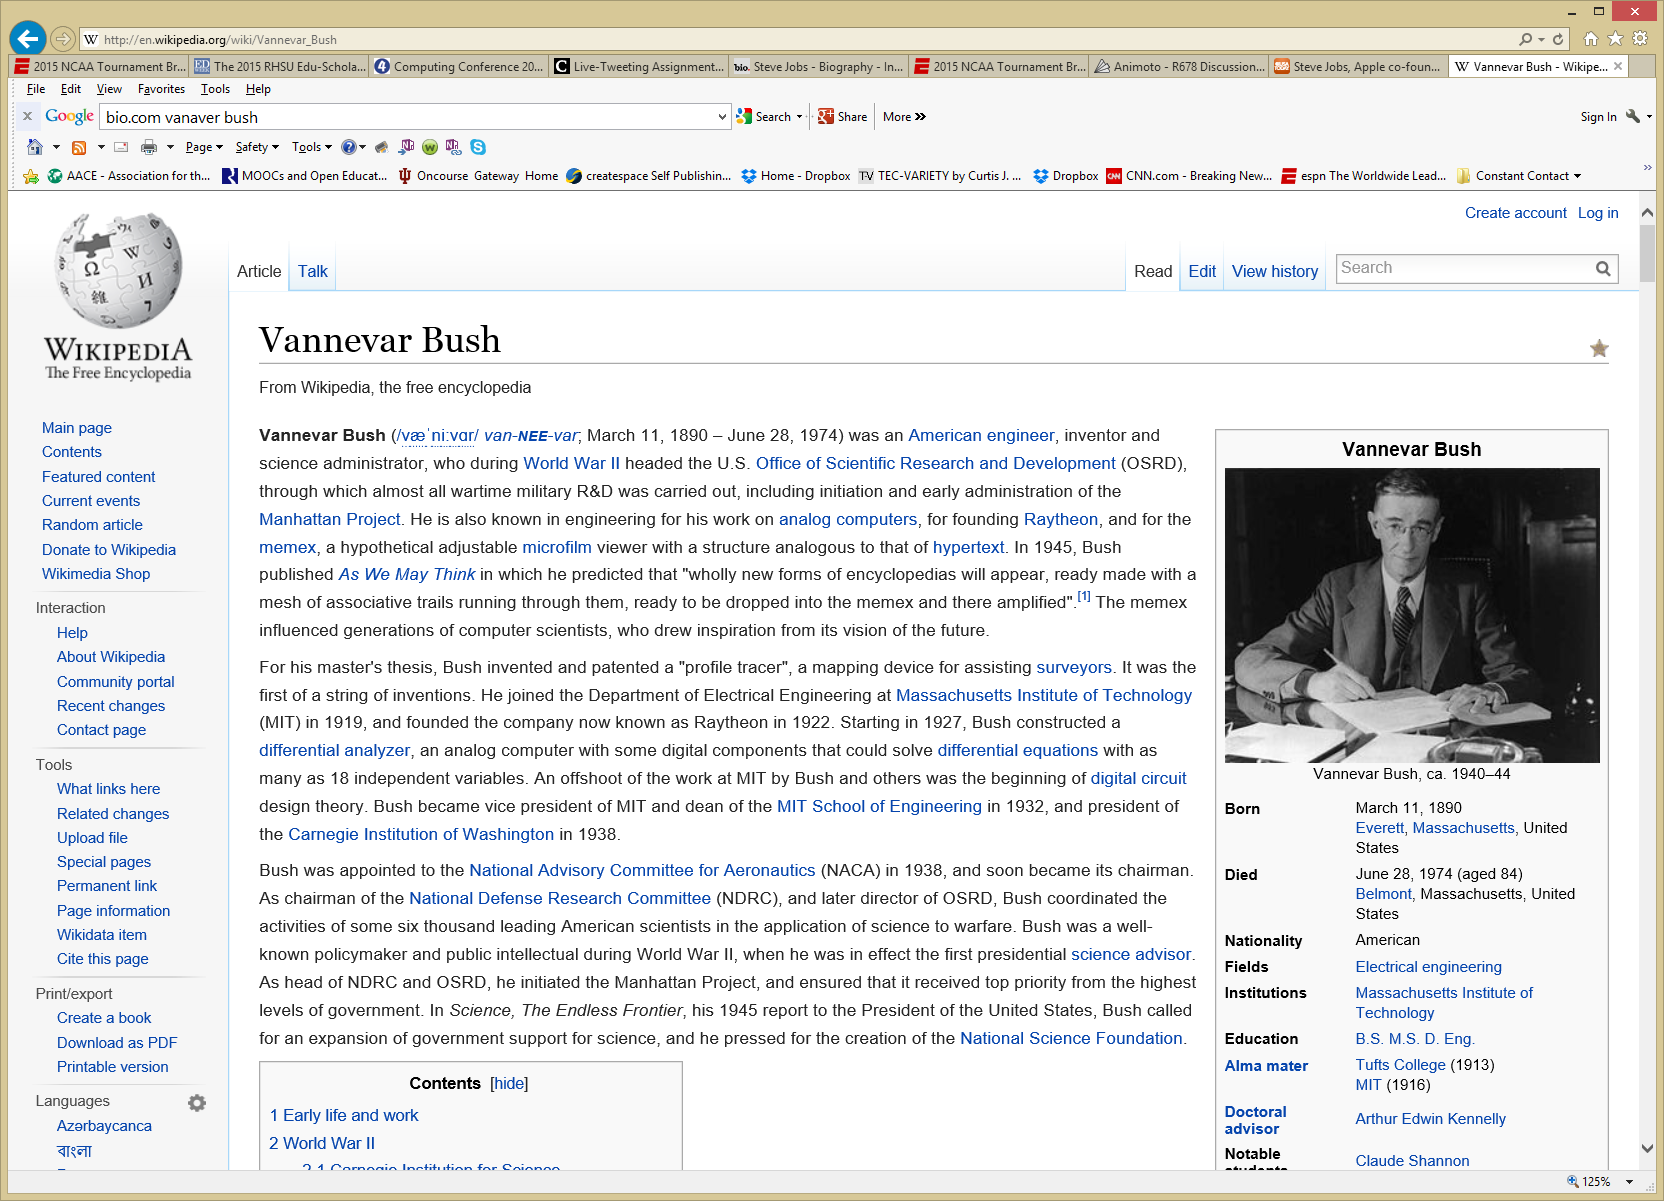 http://en.wikipedia.org/wiki/Vannevar_Bush
2015 NCAA Tournament Br...
The 2015 RHSU Edu-Schola...
Computing Conference 20...
Live-Tweeting Assignment...
bio. Steve Jobs - Biography - In...
2015 NCAA Tournament Br...
Animoto - R678 Discussion...
Steve Jobs, Apple co-foun...
W Vannevar Bush - Wikipe...
File Edit View Favorites Tools Help
x Google bio.com vanaver bush Search Share More » Sign In
Page Safety Tools
AACE - Association for th... MOOCs and Open Educat... Oncourse Gateway Home createspace Self Publishin... Home - Dropbox TV TEC-VARIETY by Curtis J. ... Dropbox CNN CNN.com - Breaking New... espn The Worldwide Lead... Constant Contact
Create account Log in
Article Talk Read Edit View history Search
WIKIPEDIA
The Free Encyclopedia
Main page
Contents
Featured content
Current events
Random article
Donate to Wikipedia
Wikimedia Shop
Interaction
Help
About Wikipedia
Community portal
Recent changes
Contact page
Tools
What links here
Related changes
Upload file
Special pages
Permanent link
Page information
Wikidata item
Cite this page
Print/export
Create a book
Download as PDF
Printable version
Languages
Azərbaycanca
বাংলা
Vannevar Bush
From Wikipedia, the free encyclopedia
Vannevar Bush (/væˈniːvɑr/ van-NEE-var; March 11, 1890 – June 28, 1974) was an American engineer, inventor and
science administrator, who during World War II headed the U.S. Office of Scientific Research and Development (OSRD),
through which almost all wartime military R&D was carried out, including initiation and early administration of the
Manhattan Project. He is also known in engineering for his work on analog computers, for founding Raytheon, and for the
memex, a hypothetical adjustable microfilm viewer with a structure analogous to that of hypertext. In 1945, Bush
published As We May Think in which he predicted that "wholly new forms of encyclopedias will appear, ready made with a
mesh of associative trails running through them, ready to be dropped into the memex and there amplified".[1] The memex
influenced generations of computer scientists, who drew inspiration from its vision of the future.
For his master's thesis, Bush invented and patented a "profile tracer", a mapping device for assisting surveyors. It was the
first of a string of inventions. He joined the Department of Electrical Engineering at Massachusetts Institute of Technology
(MIT) in 1919, and founded the company now known as Raytheon in 1922. Starting in 1927, Bush constructed a
differential analyzer, an analog computer with some digital components that could solve differential equations with as
many as 18 independent variables. An offshoot of the work at MIT by Bush and others was the beginning of digital circuit
design theory. Bush became vice president of MIT and dean of the MIT School of Engineering in 1932, and president of
the Carnegie Institution of Washington in 1938.
Bush was appointed to the National Advisory Committee for Aeronautics (NACA) in 1938, and soon became its chairman.
As chairman of the National Defense Research Committee (NDRC), and later director of OSRD, Bush coordinated the
activities of some six thousand leading American scientists in the application of science to warfare. Bush was a well-
known policymaker and public intellectual during World War II, when he was in effect the first presidential science advisor.
As head of NDRC and OSRD, he initiated the Manhattan Project, and ensured that it received top priority from the highest
levels of government. In Science, The Endless Frontier, his 1945 report to the President of the United States, Bush called
for an expansion of government support for science, and he pressed for the creation of the National Science Foundation.
Contents [hide]
1 Early life and work
2 World War II
2.1 Carnegie Institution for Science
Vannevar Bush
Vannevar Bush, ca. 1940–44
Born March 11, 1890
Everett, Massachusetts, United
States
Died June 28, 1974 (aged 84)
Belmont, Massachusetts, United
States
Nationality American
Fields Electrical engineering
Institutions Massachusetts Institute of
Technology
Education B.S. M.S. D. Eng.
Alma mater Tufts College (1913)
MIT (1916)
Doctoral
advisor Arthur Edwin Kennelly
Notable
students Claude Shannon
125%